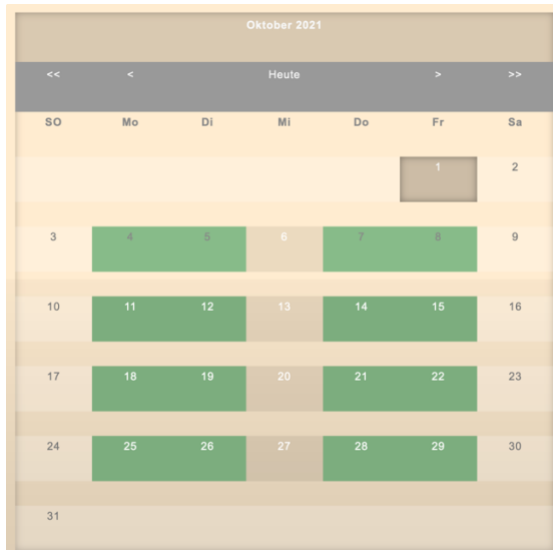 Oktober 2021
<< < Heute > >>
SO Mo Di Mi Do Fr Sa
1 2
3 4 5 6 7 8 9
10 11 12 13 14 15 16
17 18 19 20 21 22 23
24 25 26 27 28 29 30
31